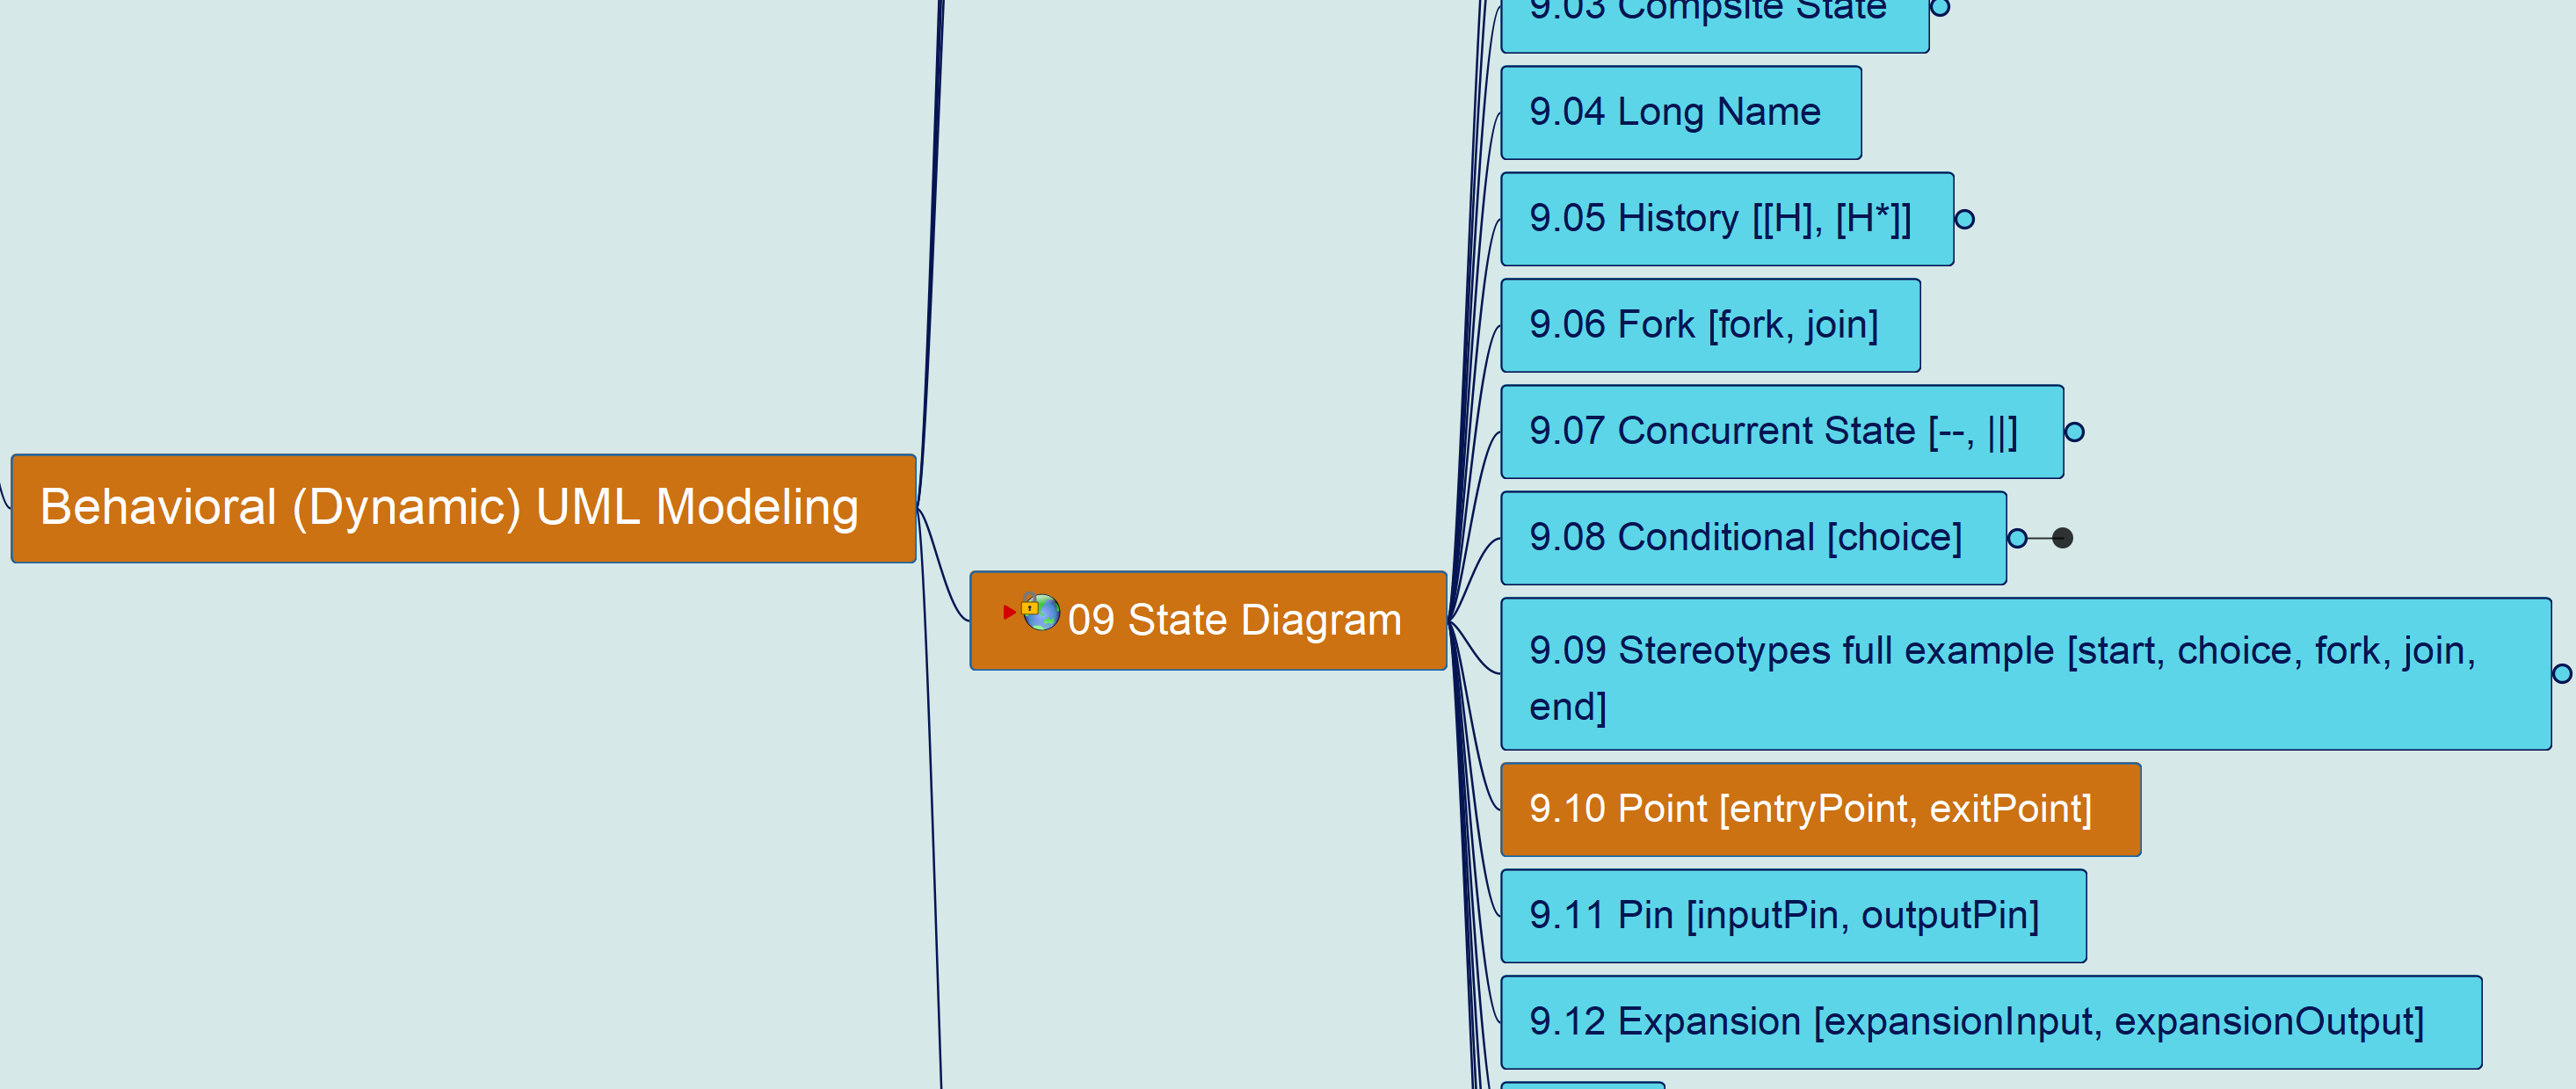 9.03 Compsite State
9.04 Long Name
9.05 History [[H], [H*]]
9.06 Fork [fork, join]
9.07 Concurrent State [--, ||]
Behavioral (Dynamic) UML Modeling
9.08 Conditional [choice]
09 State Diagram
9.09 Stereotypes full example [start, choice, fork, join,
end]
9.10 Point [entryPoint, exitPoint]
9.11 Pin [inputPin, outputPin]
9.12 Expansion [expansionInput, expansionOutput]